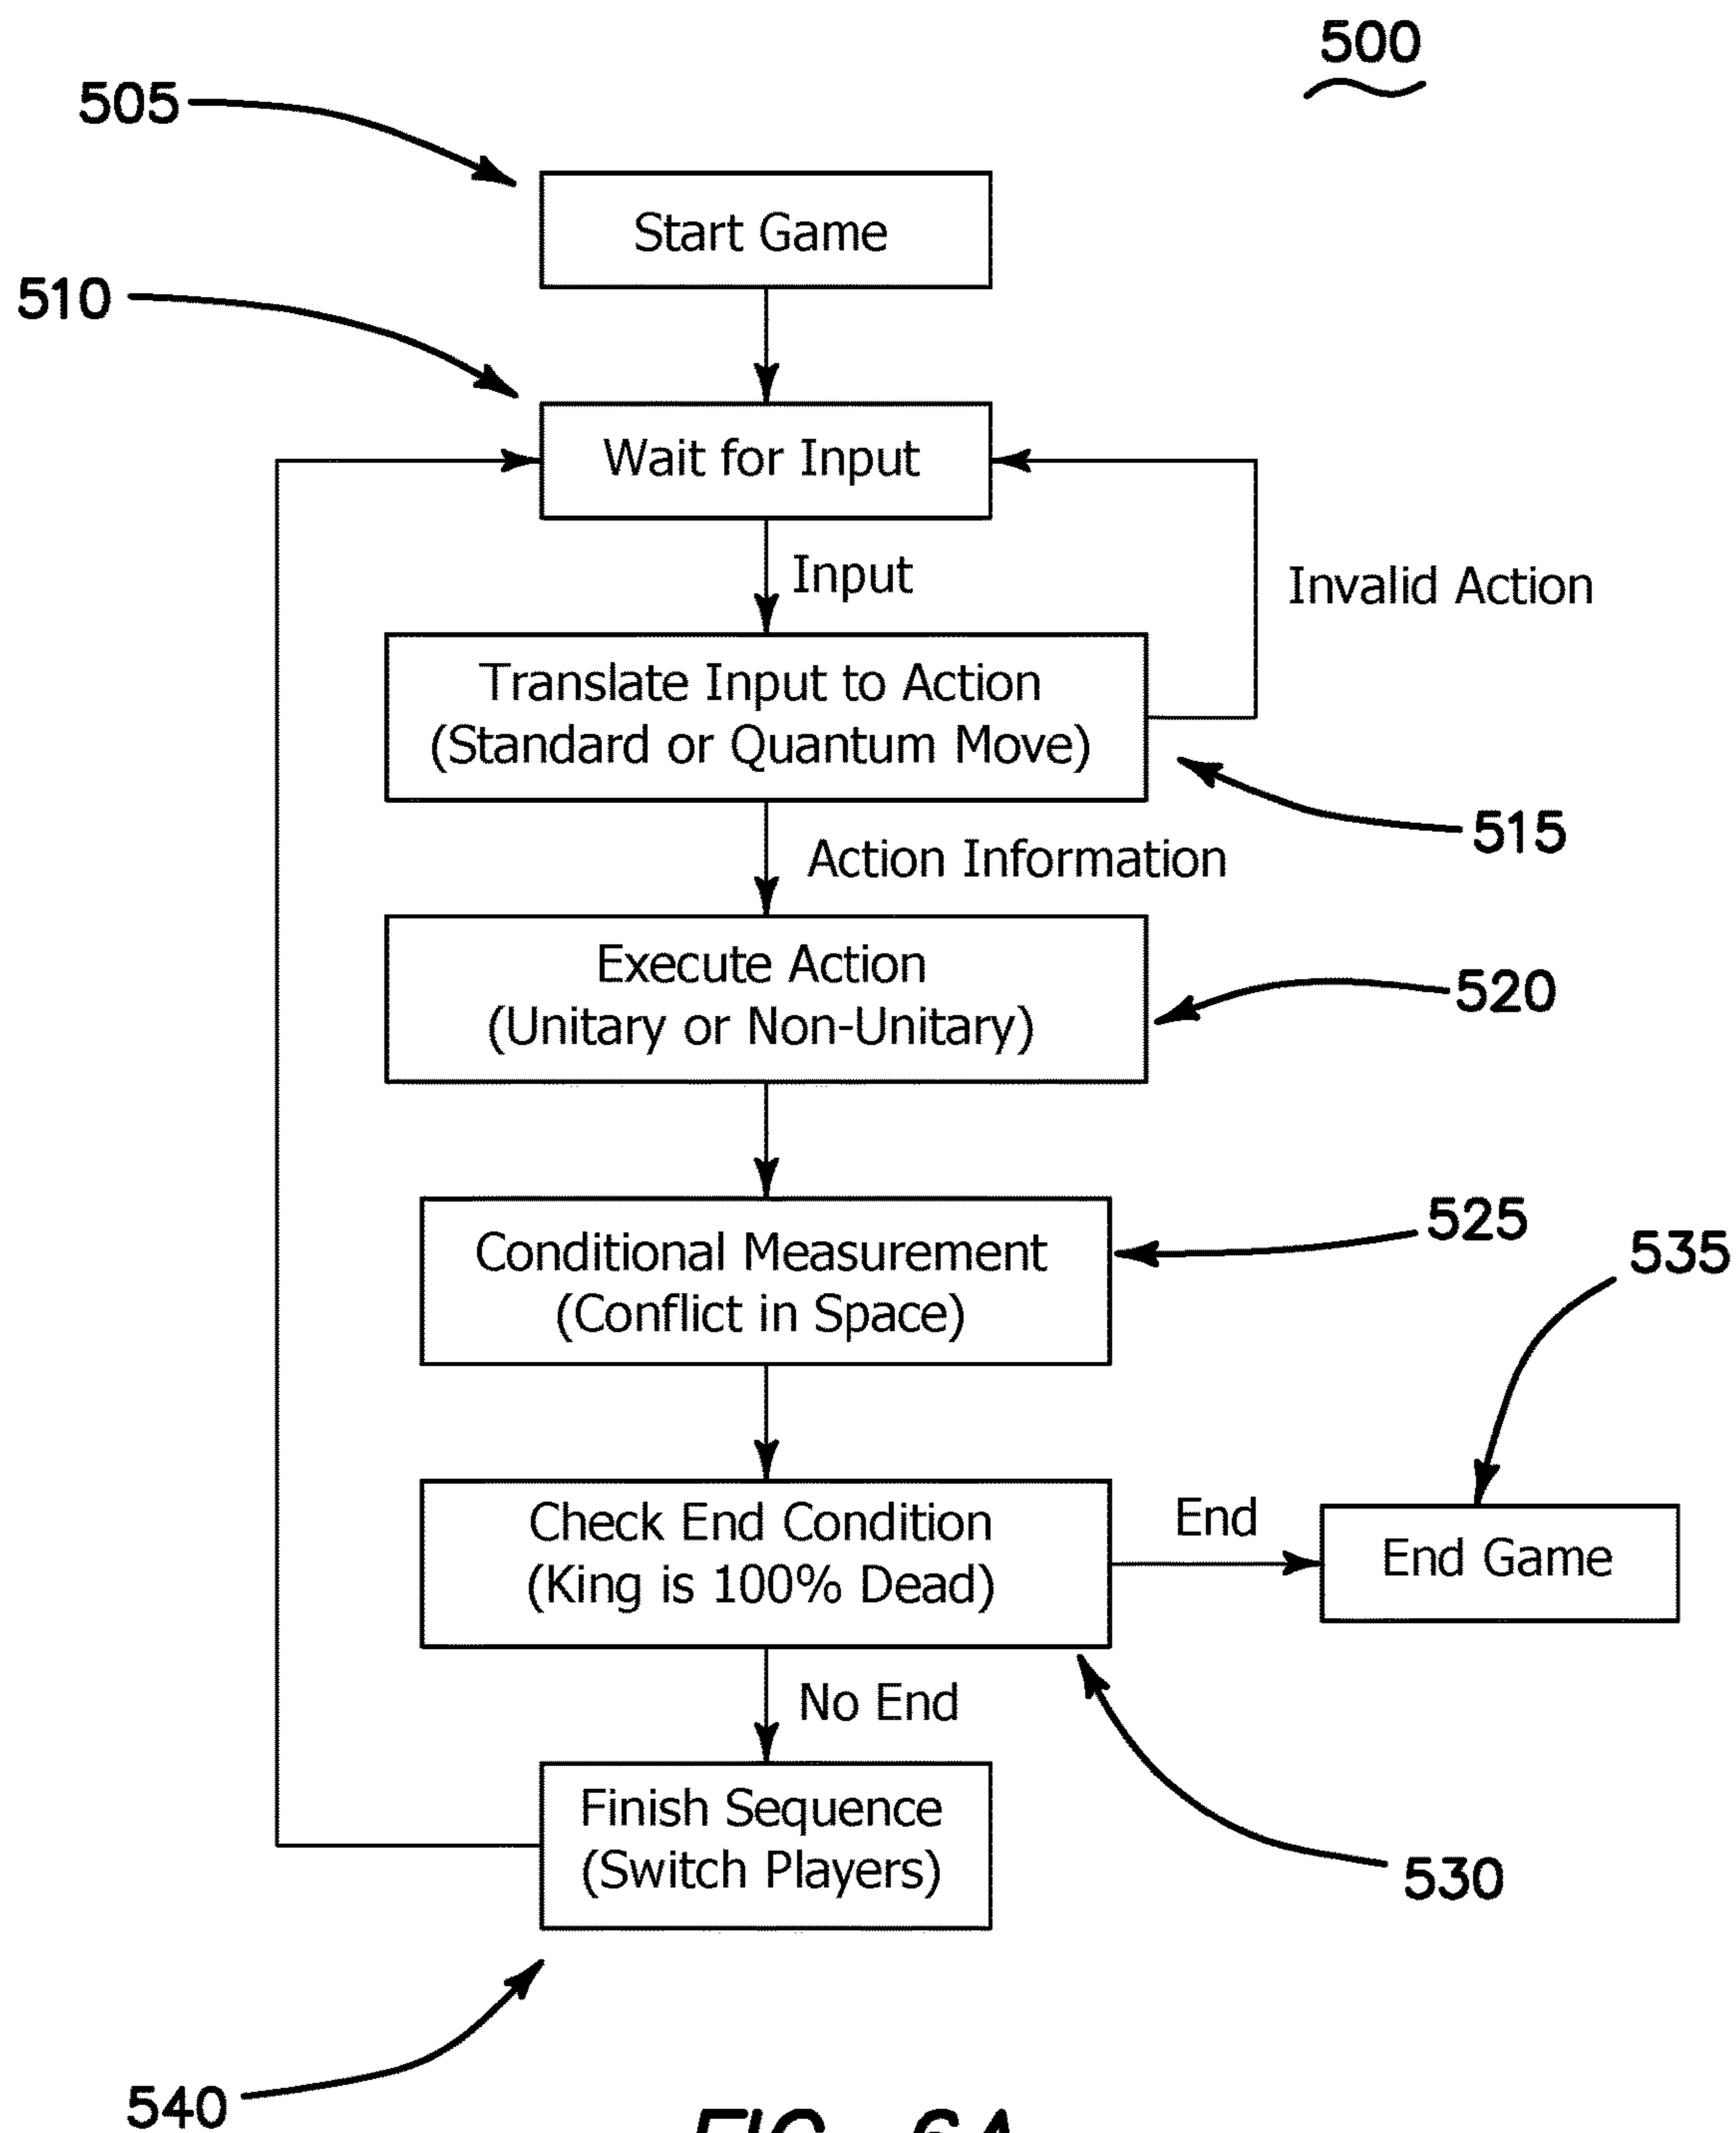 500
505
Start Game
510
Wait for Input
Input
Invalid Action
Translate Input to Action
(Standard or Quantum Move)
515
Action Information
Execute Action
(Unitary or Non-Unitary)
520
Conditional Measurement
(Conflict in Space)
525
535
Check End Condition
(King is 100% Dead)
End
End Game
No End
530
Finish Sequence
(Switch Players)
540
FIG. 6A